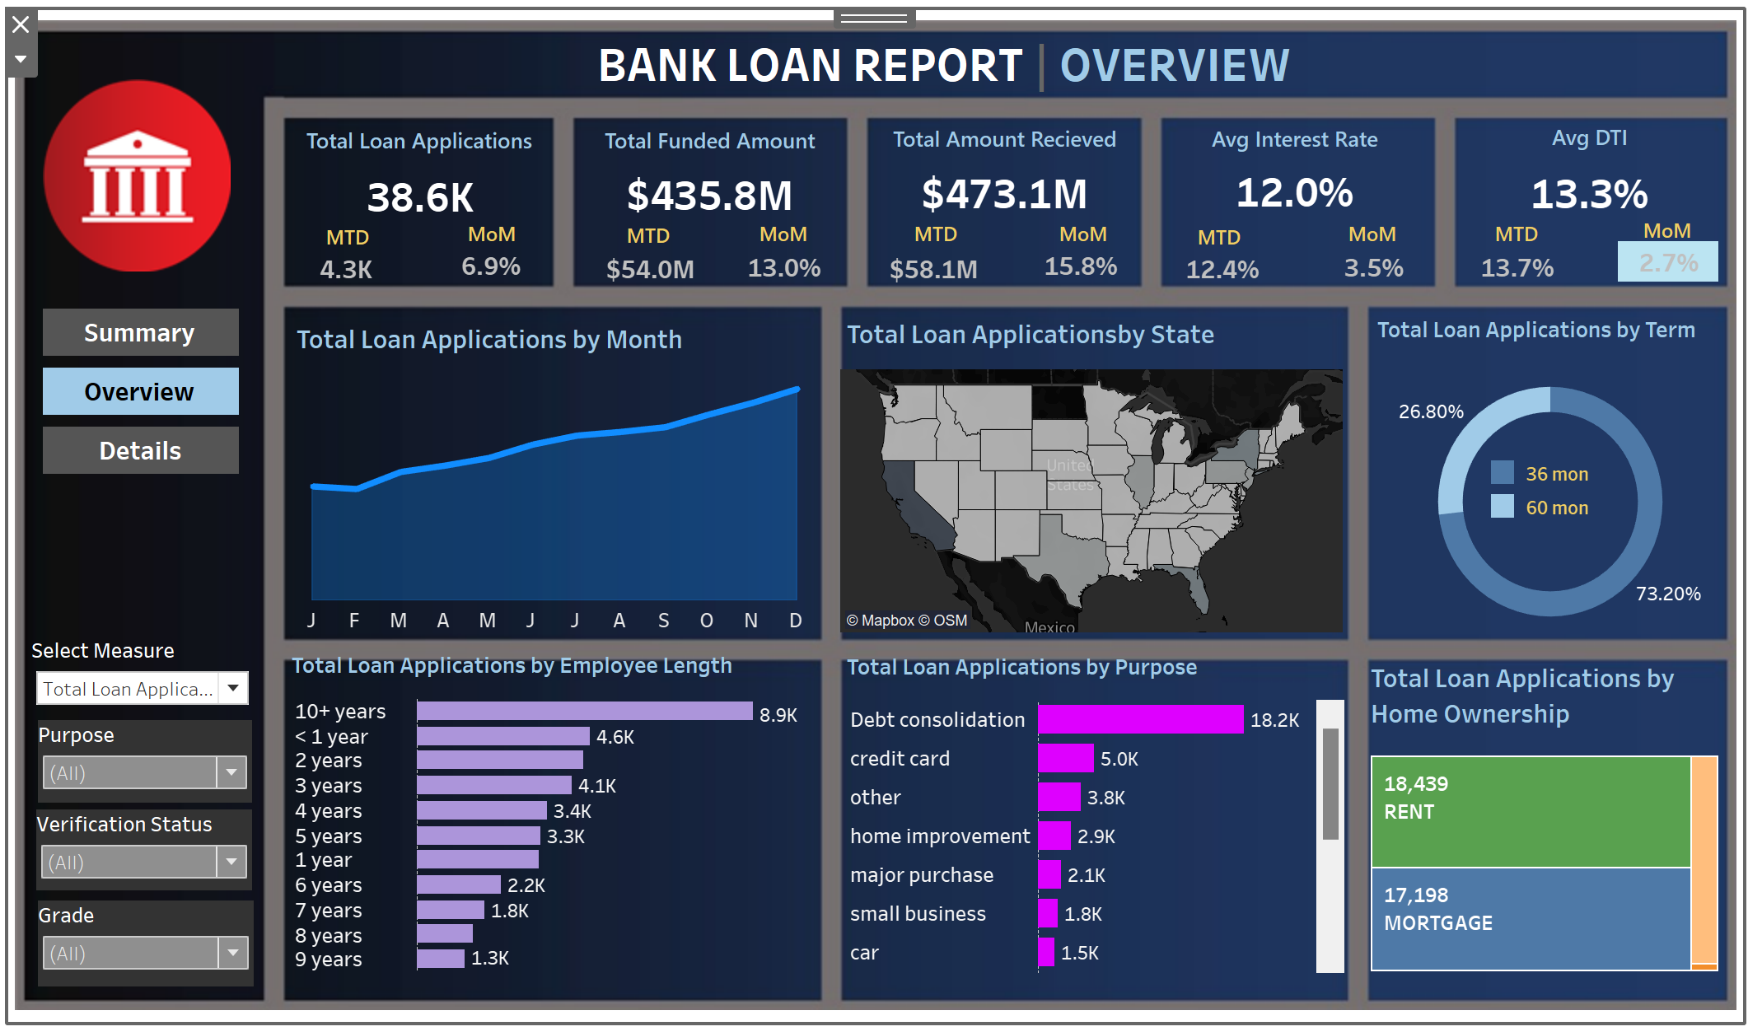 BANK LOAN REPORT | OVERVIEW
Total Loan Applications
38.6K
MTD MoM
4.3K 6.9%
Total Funded Amount
$435.8M
MTD MoM
$54.0M 13.0%
Total Amount Recieved
$473.1M
MTD MoM
$58.1M 15.8%
Avg Interest Rate
12.0%
MTD MoM
12.4% 3.5%
Avg DTI
13.3%
MTD MoM
13.7% 2.7%
Summary
Overview
Details
Select Measure
Total Loan Applica...
Purpose
(All)
Verification Status
(All)
Grade
(All)
Total Loan Applications by Month
J F M A M J J A S O N D
Total Loan Applicationsby State
United
States
Mexico
© Mapbox © OSM
Total Loan Applications by Term
26.80%
36 mon
60 mon
73.20%
Total Loan Applications by Employee Length
10+ years 8.9K
< 1 year 4.6K
2 years
3 years 4.1K
4 years 3.4K
5 years 3.3K
1 year
6 years 2.2K
7 years 1.8K
8 years
9 years 1.3K
Total Loan Applications by Purpose
Debt consolidation 18.2K
credit card 5.0K
other 3.8K
home improvement 2.9K
major purchase 2.1K
small business 1.8K
car 1.5K
Total Loan Applications by
Home Ownership
18,439
RENT
17,198
MORTGAGE